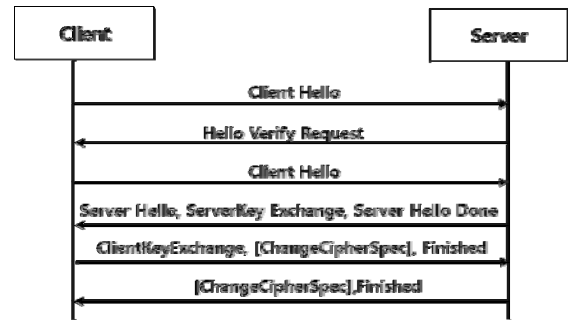 Client
Server
Client Hello
Hello Verify Request
Client Hello
Server Hello, ServerKey Exchange, Server Hello Done
ClientKeyExchange, [ChangeCipherSpec], Finished
[ChangeCipherSpec],Finished